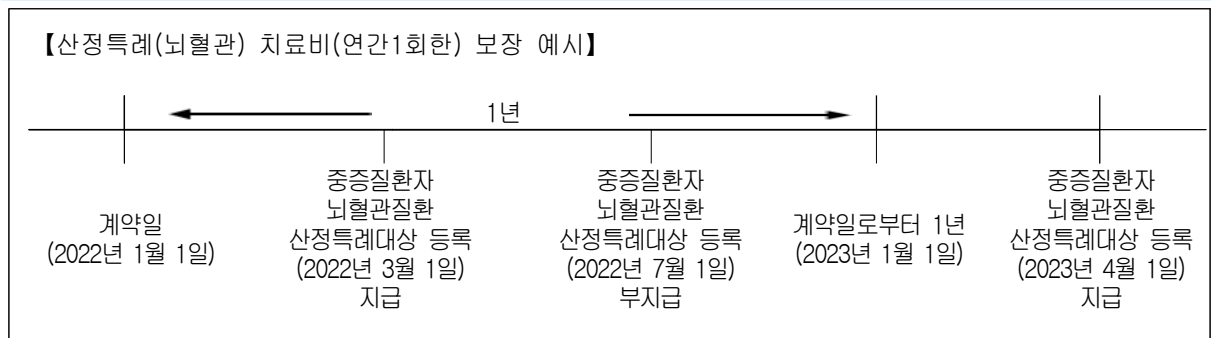 【산정특례(뇌혈관) 치료비(연간1회한) 보장 예시】
1년
계약일
(2022년 1월 1일)
중증질환자
뇌혈관질환
산정특례대상 등록
(2022년 3월 1일)
지급
중증질환자
뇌혈관질환
산정특례대상 등록
(2022년 7월 1일)
부지급
계약일로부터 1년
(2023년 1월 1일)
중증질환자
뇌혈관질환
산정특례대상 등록
(2023년 4월 1일)
지급